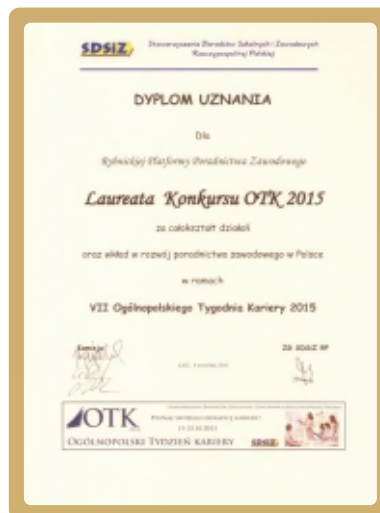 SDSiZ
Stowarzyszenie Doradców Szkolnych i Zawodowych
Rzeczypospolitej Polskiej
DYPLOM UZNANIA
Dla
Rybnickiej Platformy Poradnictwa Zawodowego
Laureata Konkursu OTK 2015
za całokształt działań
oraz wkład w rozwój poradnictwa zawodowego w Polsce
w ramach
VII Ogólnopolskiego Tygodnia Kariery 2015
Komisja
ZG SDSiZ RP
OTK
OGÓLNOPOLSKI TYDZIEŃ KARIERY
SDSiZ